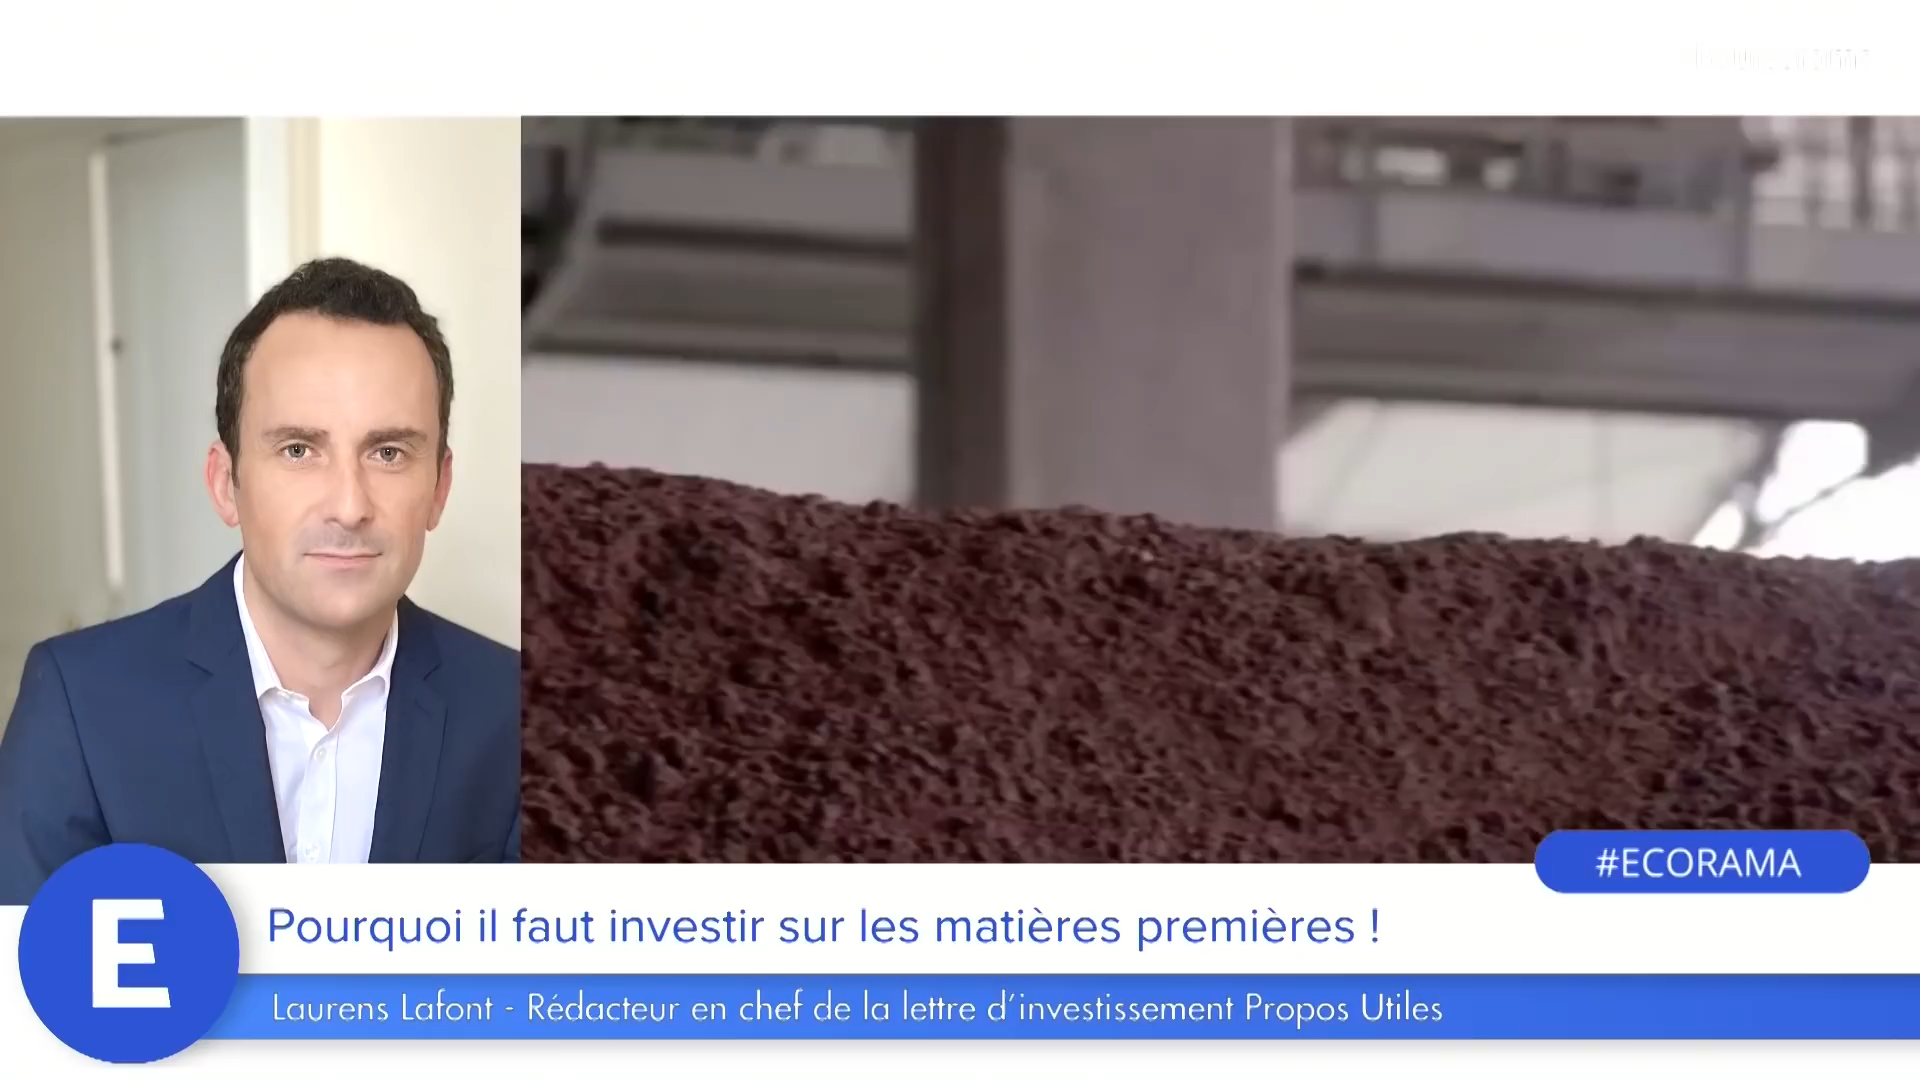 #ECORAMA
E
Pourquoi il faut investir sur les matières premières !
Laurens Lafont - Rédacteur en chef de la lettre d'investissement Propos Utiles